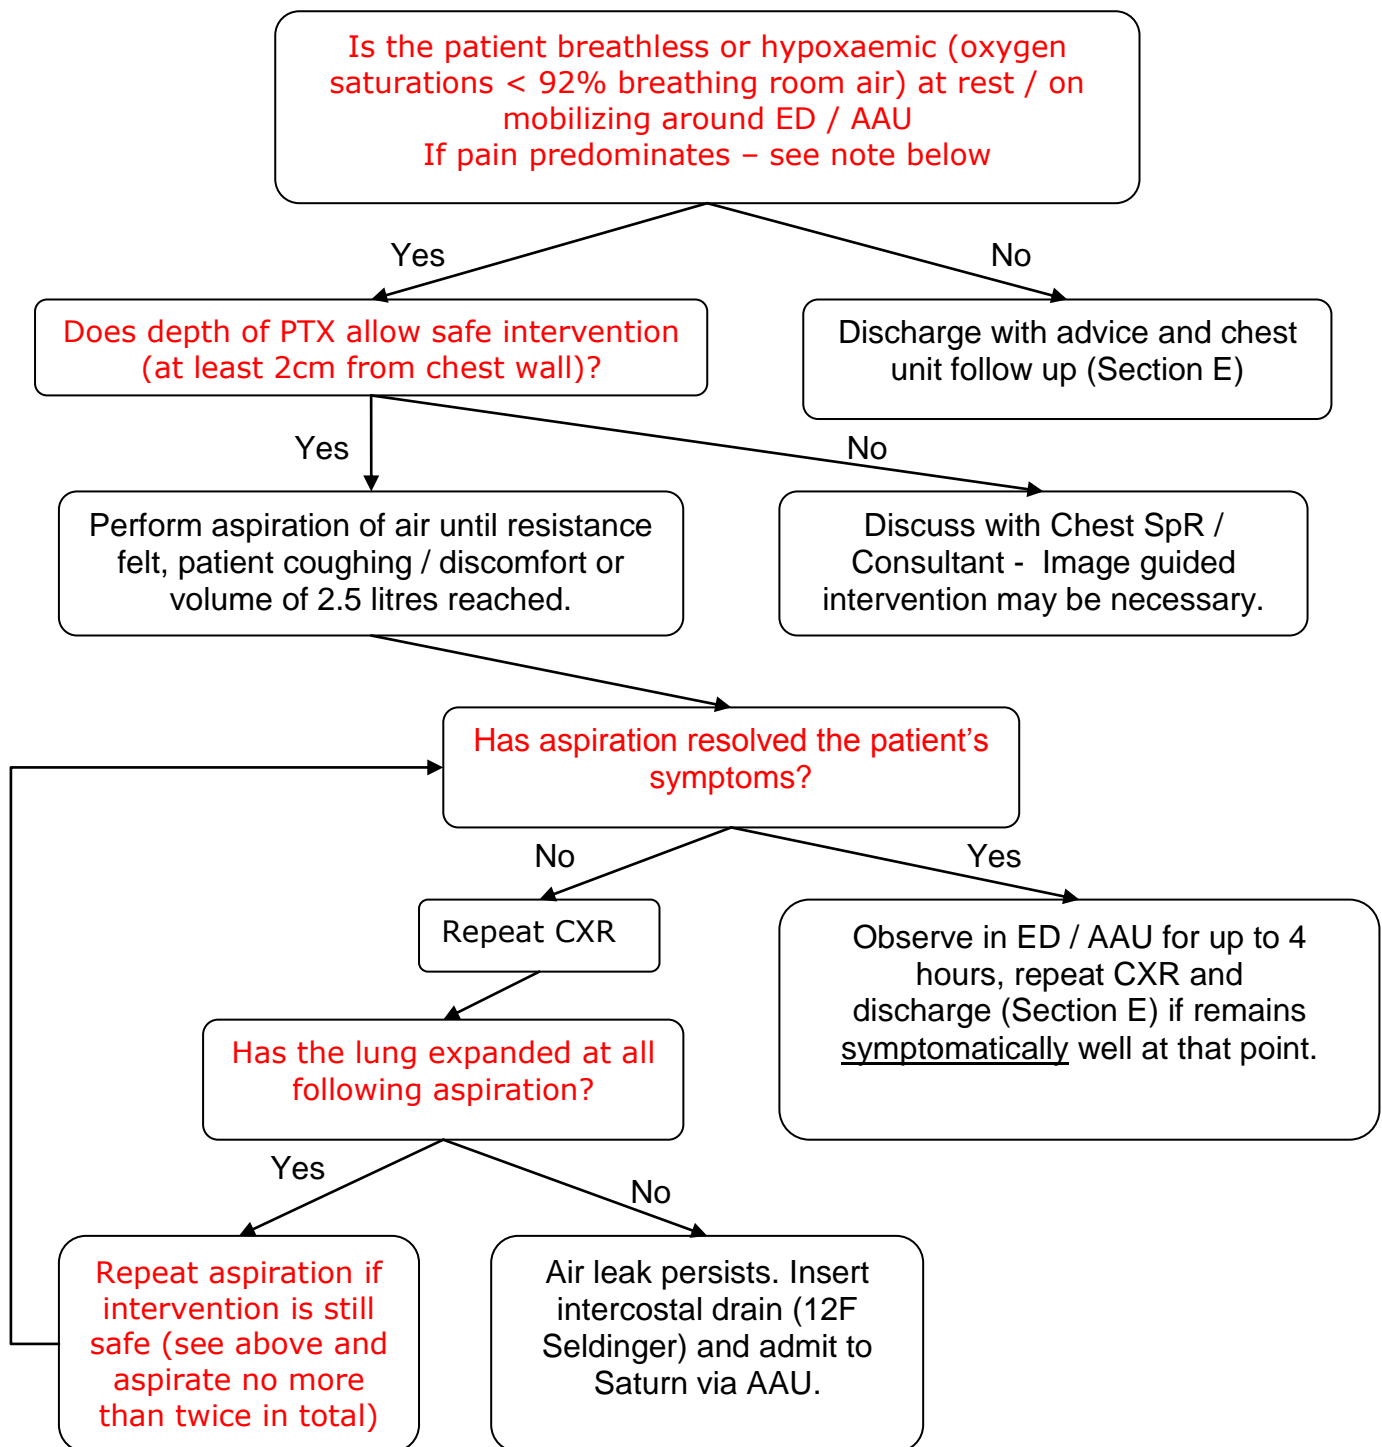 Is the patient breathless or hypoxaemic (oxygen
saturations < 92% breathing room air) at rest / on
mobilizing around ED / AAU
If pain predominates – see note below
Yes
No
Does depth of PTX allow safe intervention
(at least 2cm from chest wall)?
Discharge with advice and chest
unit follow up (Section E)
Yes
No
Perform aspiration of air until resistance
felt, patient coughing / discomfort or
volume of 2.5 litres reached.
Discuss with Chest SpR /
Consultant - Image guided
intervention may be necessary.
Has aspiration resolved the patient’s
symptoms?
No
Yes
Repeat CXR
Observe in ED / AAU for up to 4
hours, repeat CXR and
discharge (Section E) if remains
symptomatically well at that point.
Has the lung expanded at all
following aspiration?
Yes
No
Repeat aspiration if
intervention is still
safe (see above and
aspirate no more
than twice in total)
Air leak persists. Insert
intercostal drain (12F
Seldinger) and admit to
Saturn via AAU.